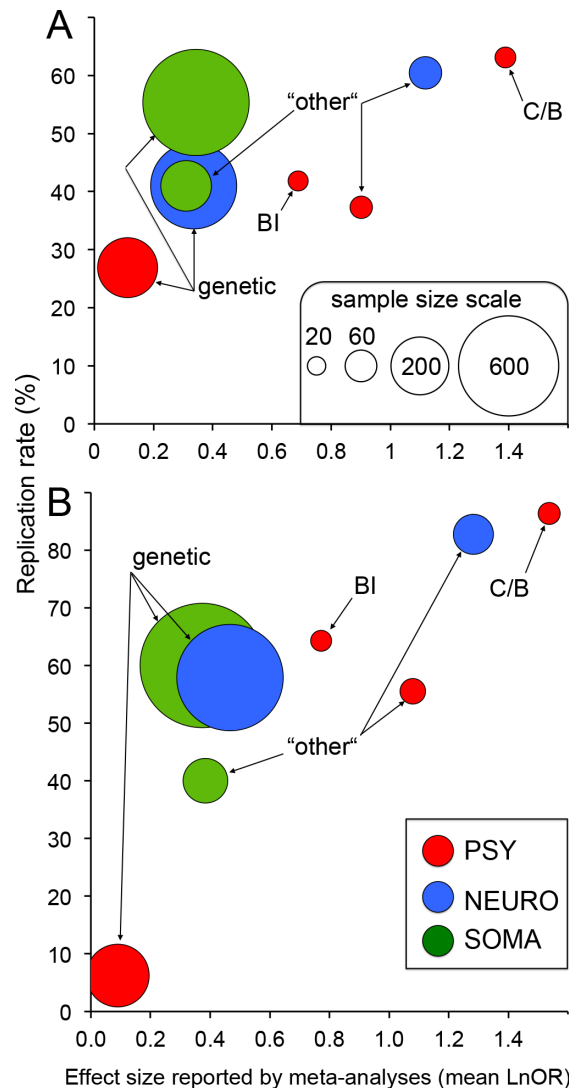 A
60
50
40
30
20
10
0
0
0.2
0.4
0.6
0.8
1
1.2
1.4
"other"
C/B
BI
genetic
sample size scale
20
60
200
600
Replication rate (%)
B
80
70
60
50
40
30
20
10
0
0.0
0.2
0.4
0.6
0.8
1.0
1.2
1.4
genetic
BI
C/B
"other"
PSY
NEURO
SOMA
Effect size reported by meta-analyses (mean LnOR)